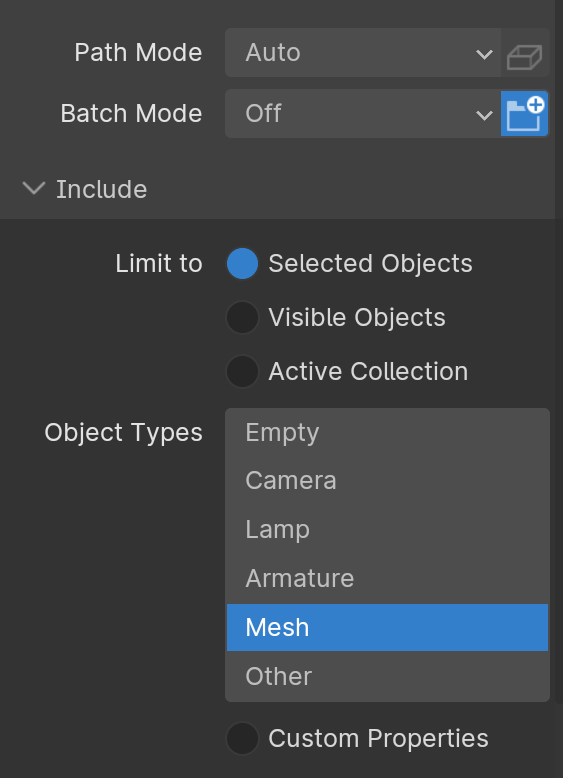 Path Mode Auto
Batch Mode Off
Include
Limit to Selected Objects
Visible Objects
Active Collection
Object Types Empty
Camera
Lamp
Armature
Mesh
Other
Custom Properties